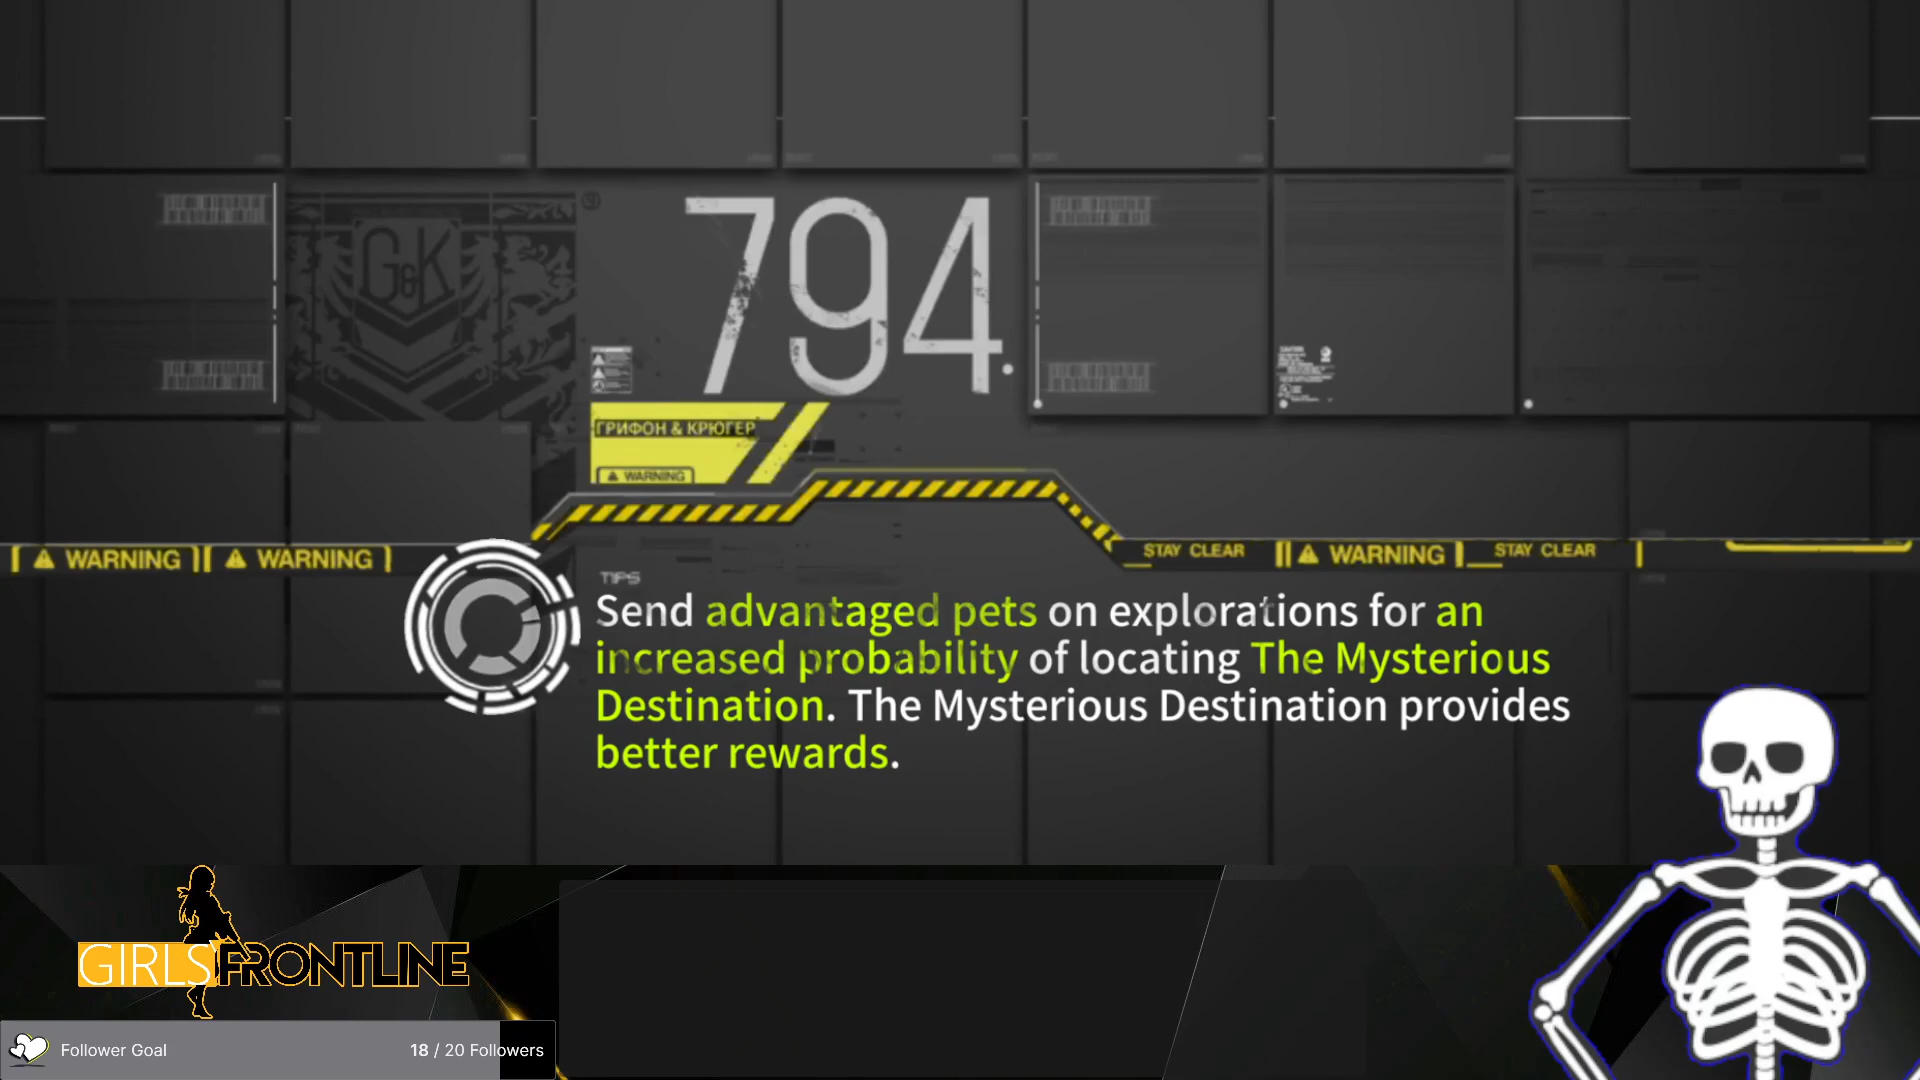 G&K
794.
ГРИФОН & КРЮГЕР
WARNING
WARNING
WARNING
STAY CLEAR
WARNING
STAY CLEAR
TIPS
Send advantaged pets on explorations for an
increased probability of locating The Mysterious
Destination. The Mysterious Destination provides
better rewards.
GIRLS FRONTLINE
Follower Goal
18 / 20 Followers